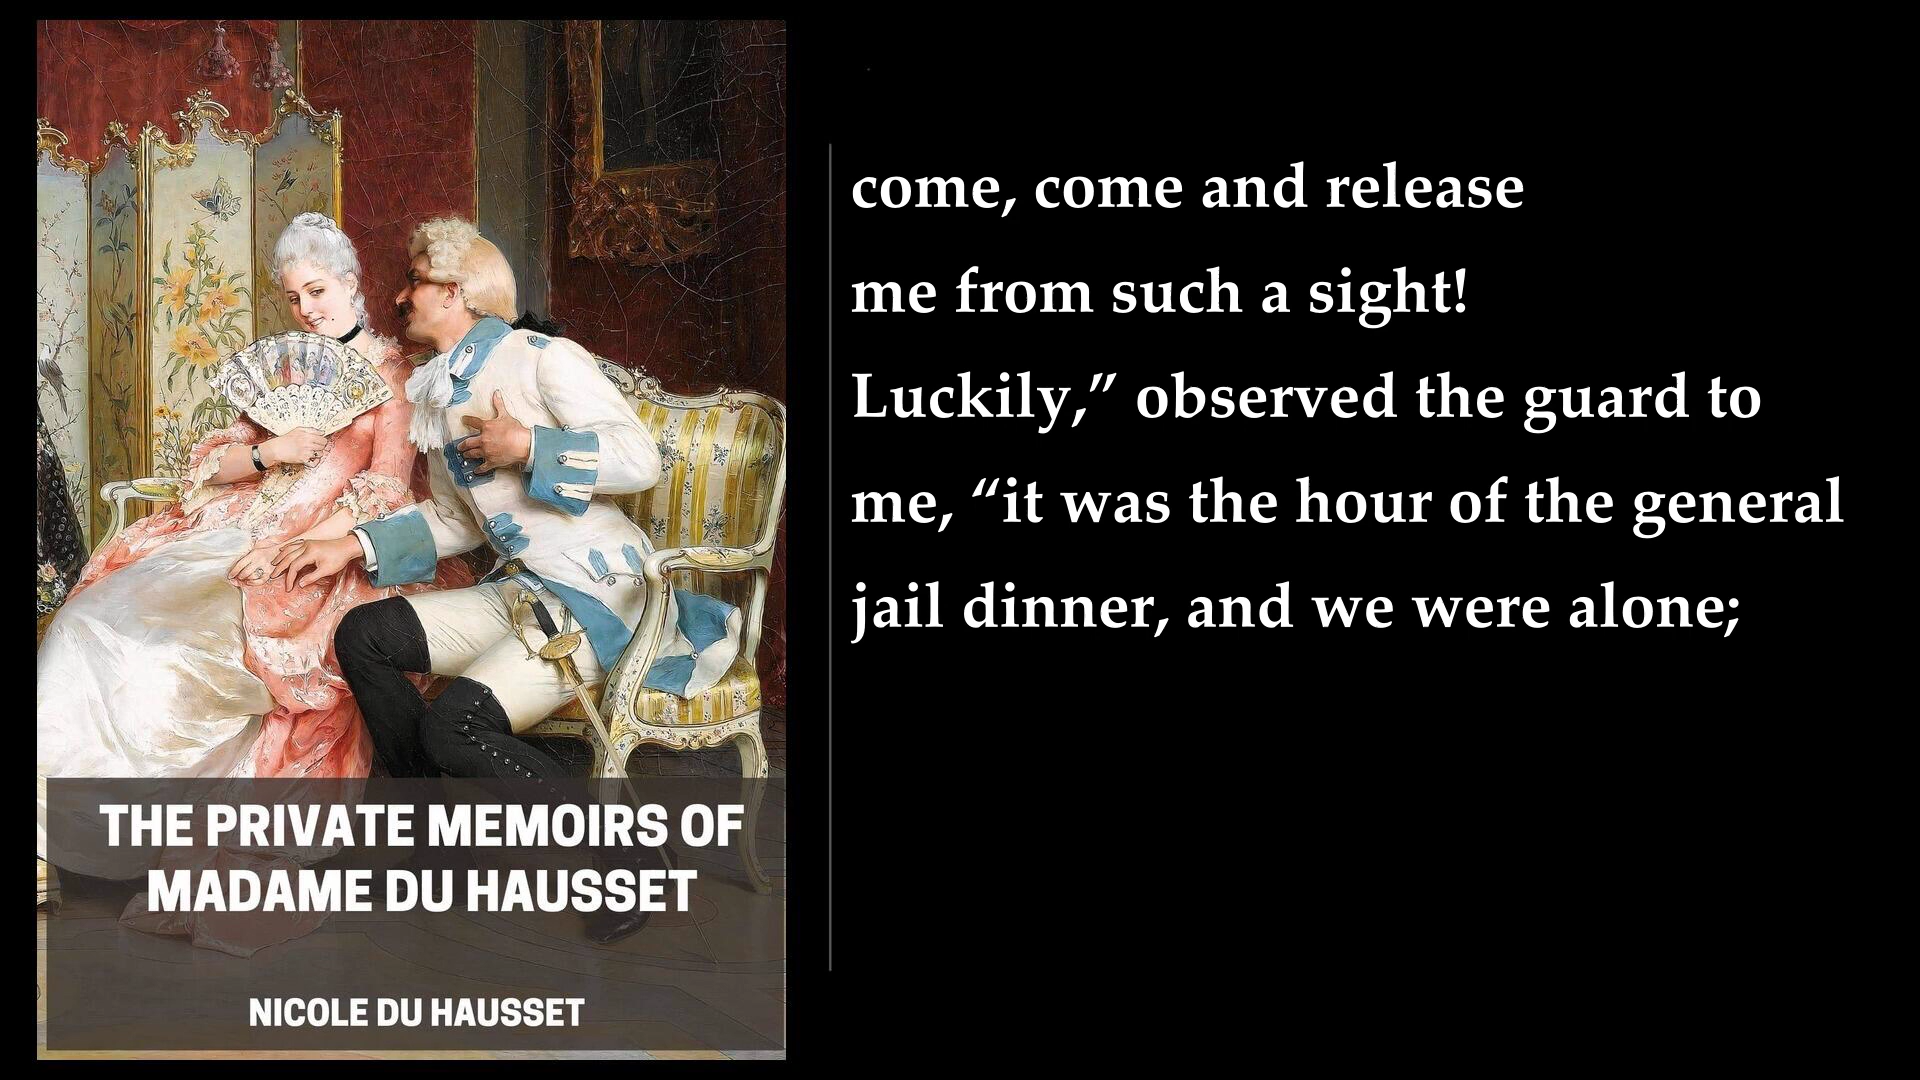 THE PRIVATE MEMOIRS OF
MADAME DU HAUSSET
NICOLE DU HAUSSET
come, come and release
me from such a sight!
Luckily,” observed the guard to
me, “it was the hour of the general
jail dinner, and we were alone;